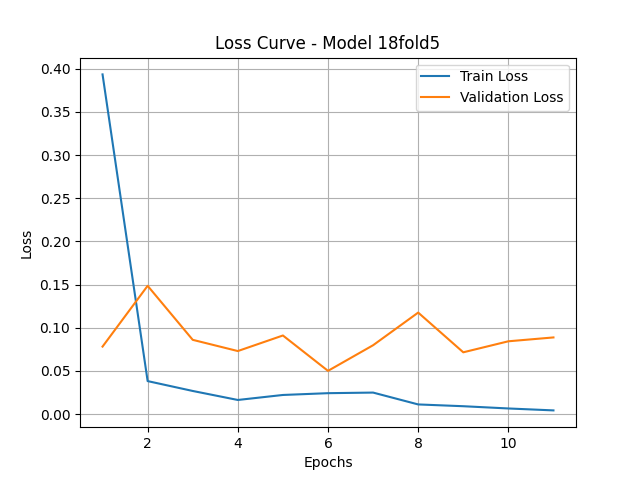 Loss Curve - Model 18fold5
Train Loss
Validation Loss
0.40
0.35
0.30
0.25
0.20
0.15
0.10
0.05
0.00
Loss
2 4 6 8 10
Epochs